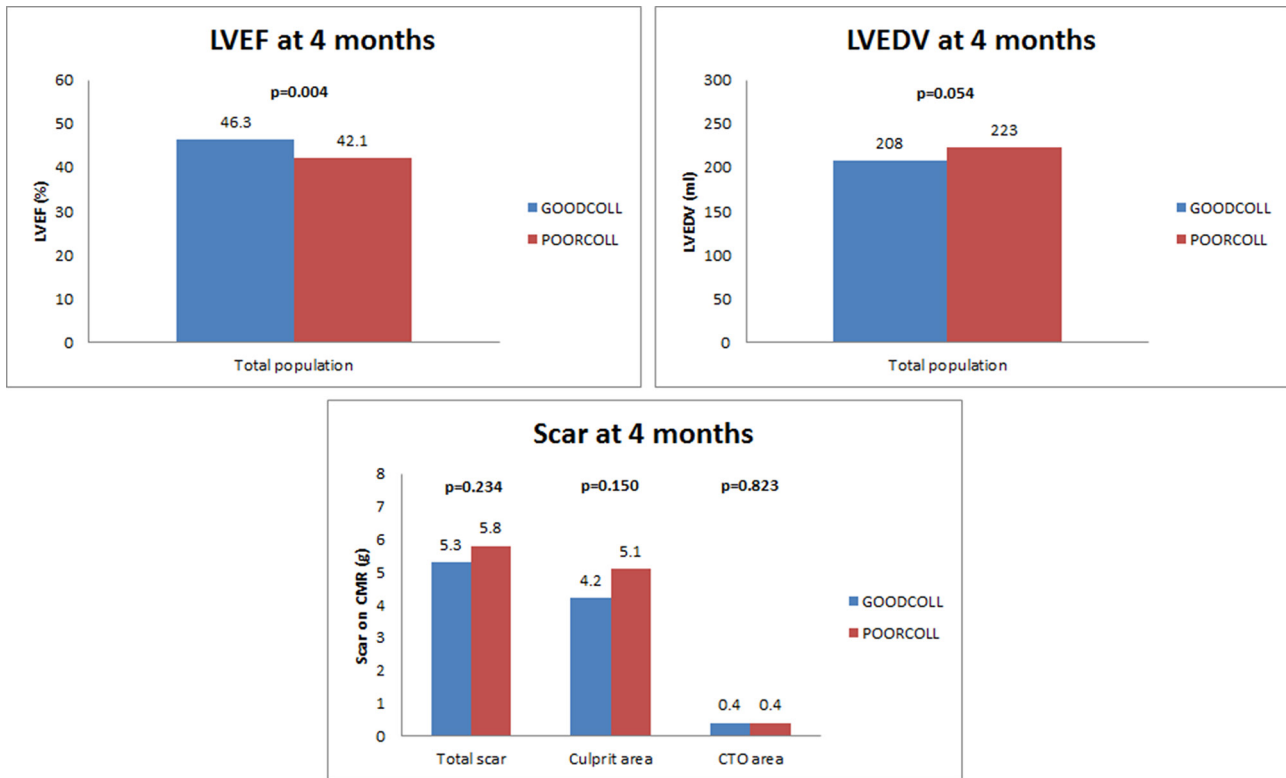 LVEF at 4 months
60
50
40
30
20
10
0
LVEF (%)
p=0.004
46.3
42.1
Total population
GOODCOLL
POORCOLL
LVEDV at 4 months
300
250
200
150
100
50
0
LVEDV (ml)
p=0.054
208
223
Total population
GOODCOLL
POORCOLL
Scar at 4 months
8
7
6
5
4
3
2
1
0
Scar on CMR (g)
p=0.234 p=0.150 p=0.823
5.3 5.8 4.2 5.1 0.4 0.4
Total scar Culprit area CTO area
GOODCOLL
POORCOLL